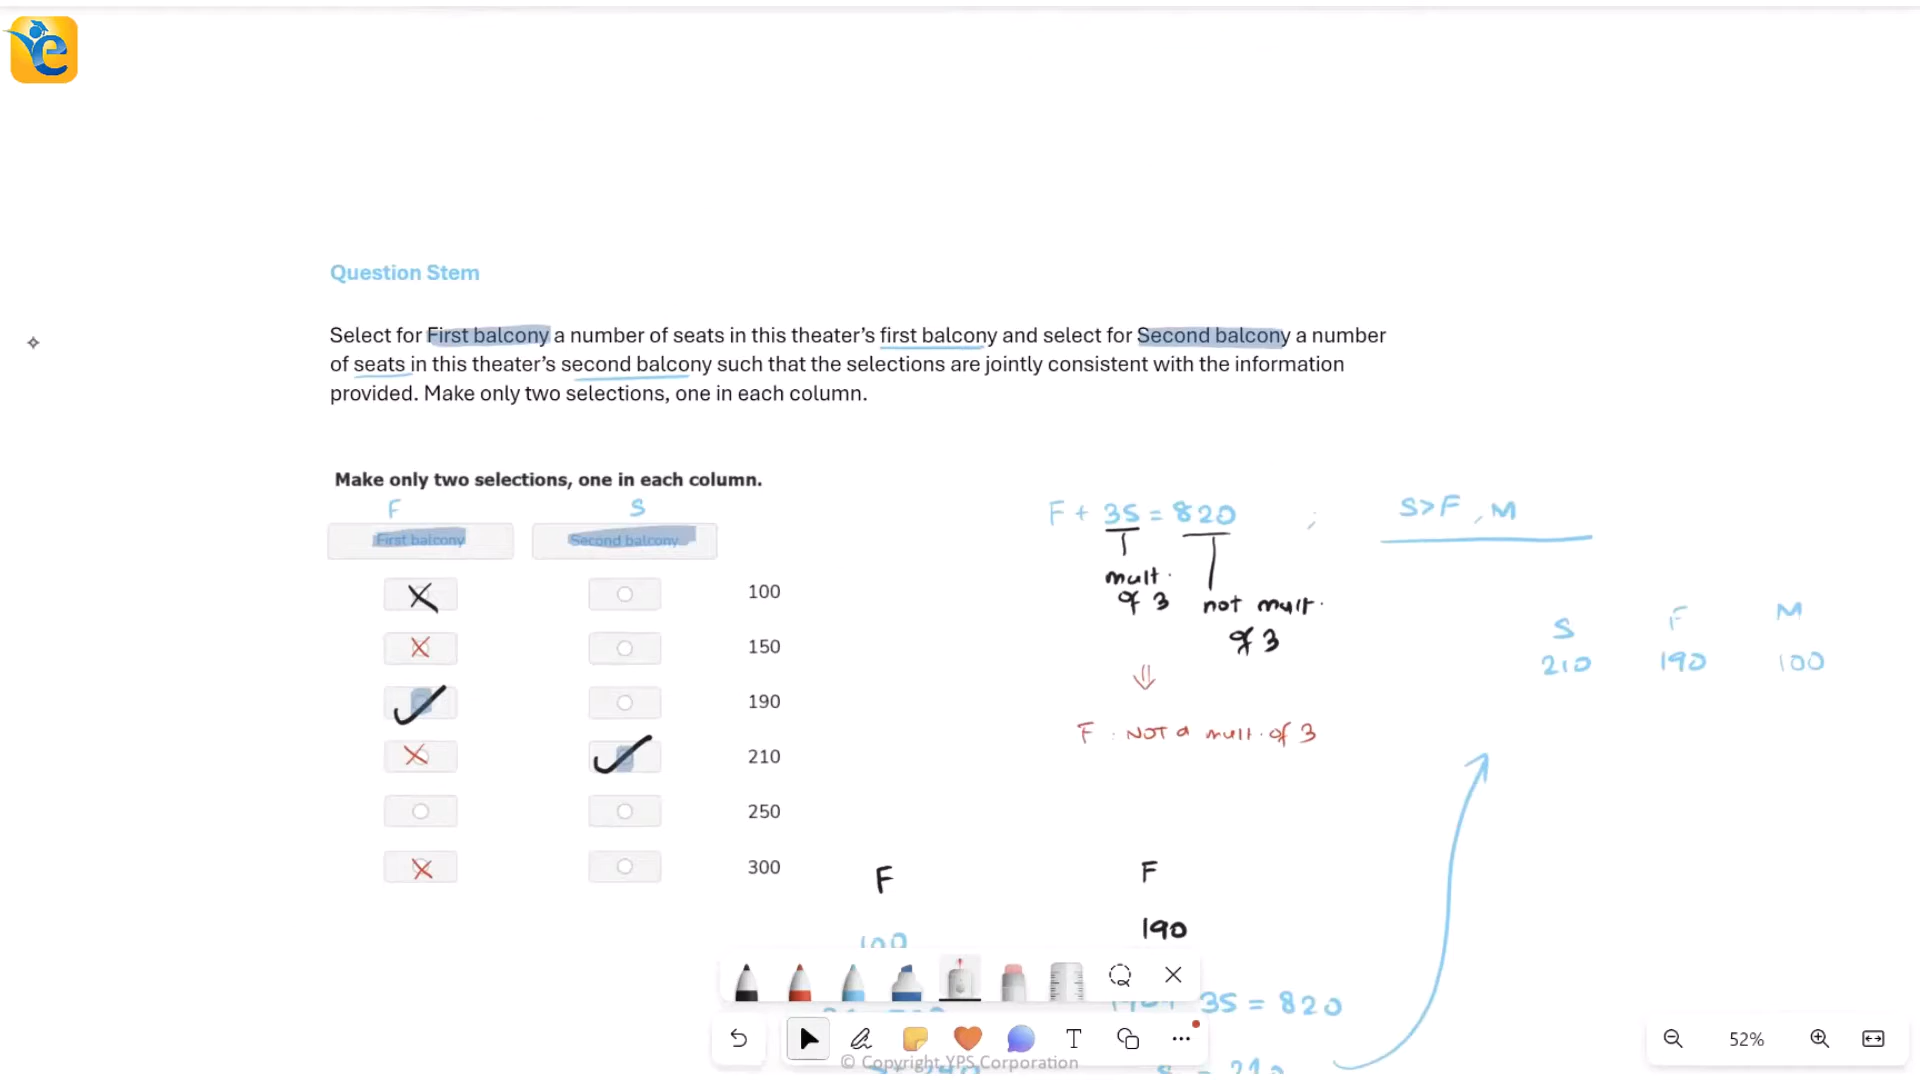 e
Question Stem
Select for First balcony a number of seats in this theater's first balcony and select for Second balcony a number
of seats in this theater's second balcony such that the selections are jointly consistent with the information
provided. Make only two selections, one in each column.
Make only two selections, one in each column.
F S
First balcony Second balcony
100
150
190
210
250
300
F + 3S = 820 ; S>F, M
mult.
of 3
not mult.
of 3
F : NOT a mult. of 3
S F M
210 190 100
F
100
F
190
3S = 820
T
© Copyright YPS Corporation
52%